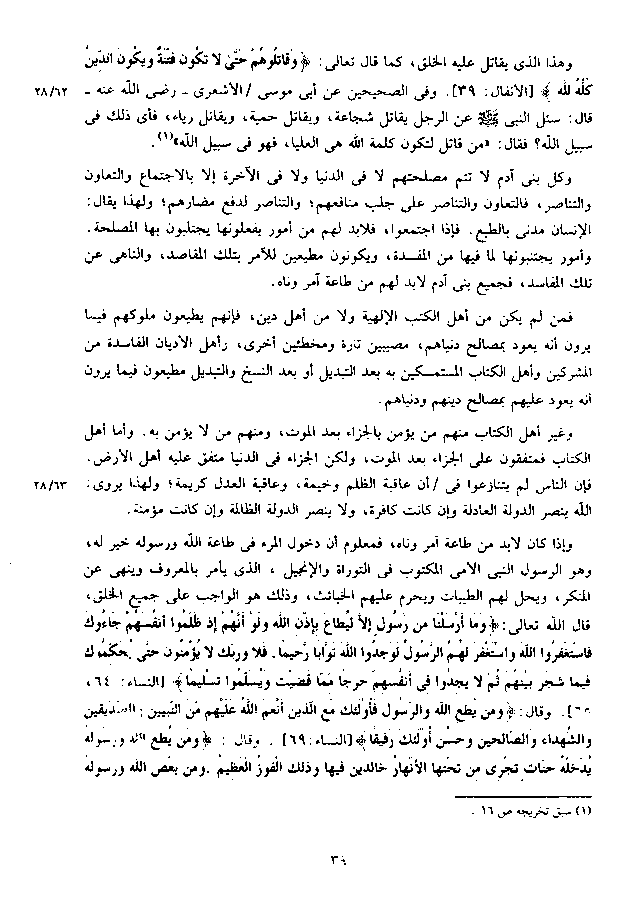 وهذا الذى يقاتل عليه الخلق، كما قال تعالى: ﴿ وَقَاتِلُوهُمْ حَتَّىٰ لا تَكُونَ فِتْنَةٌ وَيَكُونَ الدِّينُ
كُلُّهُ لِلَّهِ ﴾ [الأنفال: ٣٩]. وفى الصحيحين عن أبى موسى / الأشعرى ـ رضى الله عنه ـ
٢٨/٦٢
قال: سئل النبى ﷺ عن الرجل يقاتل شجاعة، ويقاتل حمية، ويقاتل رياء، فأى ذلك فى
سبيل الله؟ فقال: «من قاتل لتكون كلمة الله هى العليا، فهو فى سبيل الله»(١).
وكل بنى آدم لا تتم مصلحتهم لا فى الدنيا ولا فى الآخرة إلا بالاجتماع والتعاون
والتناصر، فالتعاون والتناصر على جلب منافعهم؛ والتناصر لدفع مضارهم؛ ولهذا يقال:
الإنسان مدنى بالطبع. فإذا اجتمعوا، فلابد لهم من أمور يفعلونها يجتلبون بها المصلحة.
وأمور يجتنبونها لما فيها من المفسدة، ويكونون مطيعين للآمر بتلك المقاصد، والناهى عن
تلك المفاسد، فجميع بنى آدم لابد لهم من طاعة آمر وناه.
فمن لم يكن من أهل الكتب الإلهية ولا من أهل دين، فإنهم يطيعون ملوكهم فيما
يرون أنه يعود بمصالح دنياهم، مصيبين تارة ومخطئين أخرى، وأهل الأديان الفاسدة من
المشركين وأهل الكتاب المستمسكين به بعد التبديل أو بعد النسخ والتبديل مطيعون فيما يرون
أنه يعود عليهم بمصالح دينهم ودنياهم.
وغير أهل الكتاب منهم من يؤمن بالجزاء بعد الموت، ومنهم من لا يؤمن به. وأما أهل
الكتاب فمتفقون على الجزاء بعد الموت، ولكن الجزاء فى الدنيا متفق عليه أهل الأرض.
فإن الناس لم يتنازعوا فى / أن عاقبة الظلم وخيمة، وعاقبة العدل كريمة؛ ولهذا يروى:
٢٨/٦٣
الله ينصر الدولة العادلة وإن كانت كافرة، ولا ينصر الدولة الظالمة وإن كانت مؤمنة.
وإذا كان لابد من طاعة آمر وناه، فمعلوم أن دخول المرء فى طاعة الله ورسوله خير له،
وهو الرسول النبى الأمى المكتوب فى التوراة والإنجيل ، الذى يأمر بالمعروف وينهى عن
المنكر، ويحل لهم الطيبات ويحرم عليهم الخبائث، وذلك هو الواجب على جميع الخلق،
قال الله تعالى: ﴿ وَمَا أَرْسَلْنَا مِن رَّسُولٍ إِلاَّ لِيُطَاعَ بِإِذْنِ اللَّهِ وَلَوْ أَنَّهُمْ إِذ ظَّلَمُوا أَنفُسَهُمْ جَاءُوكَ
فَاسْتَغْفَرُوا اللَّهَ وَاسْتَغْفَرَ لَهُمُ الرَّسُولُ لَوَجَدُوا اللَّهَ تَوَّابًا رَّحِيمًا. فَلا وَرَبِّكَ لا يُؤْمِنُونَ حَتَّىٰ يُحَكِّمُوكَ
فِيمَا شَجَرَ بَيْنَهُمْ ثُمَّ لا يَجِدُوا فِى أَنفُسِهِمْ حَرَجًا مِّمَّا قَضَيْتَ وَيُسَلِّمُوا تَسْلِيمًا ﴾ [النساء: ٦٤،
٦٥]. وقال: ﴿ وَمَن يُطِعِ اللَّهَ وَالرَّسُولَ فَأُوْلَٰئِكَ مَعَ الَّذِينَ أَنْعَمَ اللَّهُ عَلَيْهِم مِّنَ النَّبِيِّينَ وَالصِّدِّيقِينَ
وَالشُّهَدَاءِ وَالصَّالِحِينَ وَحَسُنَ أُوْلَٰئِكَ رَفِيقًا ﴾ [النساء: ٦٩]. وقال : ﴿ وَمَن يُطِعِ اللَّهَ وَرَسُولَهُ
يُدْخِلْهُ جَنَّاتٍ تَجْرِى مِن تَحْتِهَا الأَنْهَارُ خَالِدِينَ فِيهَا وَذَلِكَ الْفَوْزُ الْعَظِيمُ. وَمَن يَعْصِ اللَّهَ وَرَسُولَهُ
(١) سبق تخريجه ص ١٦ .
٣٩